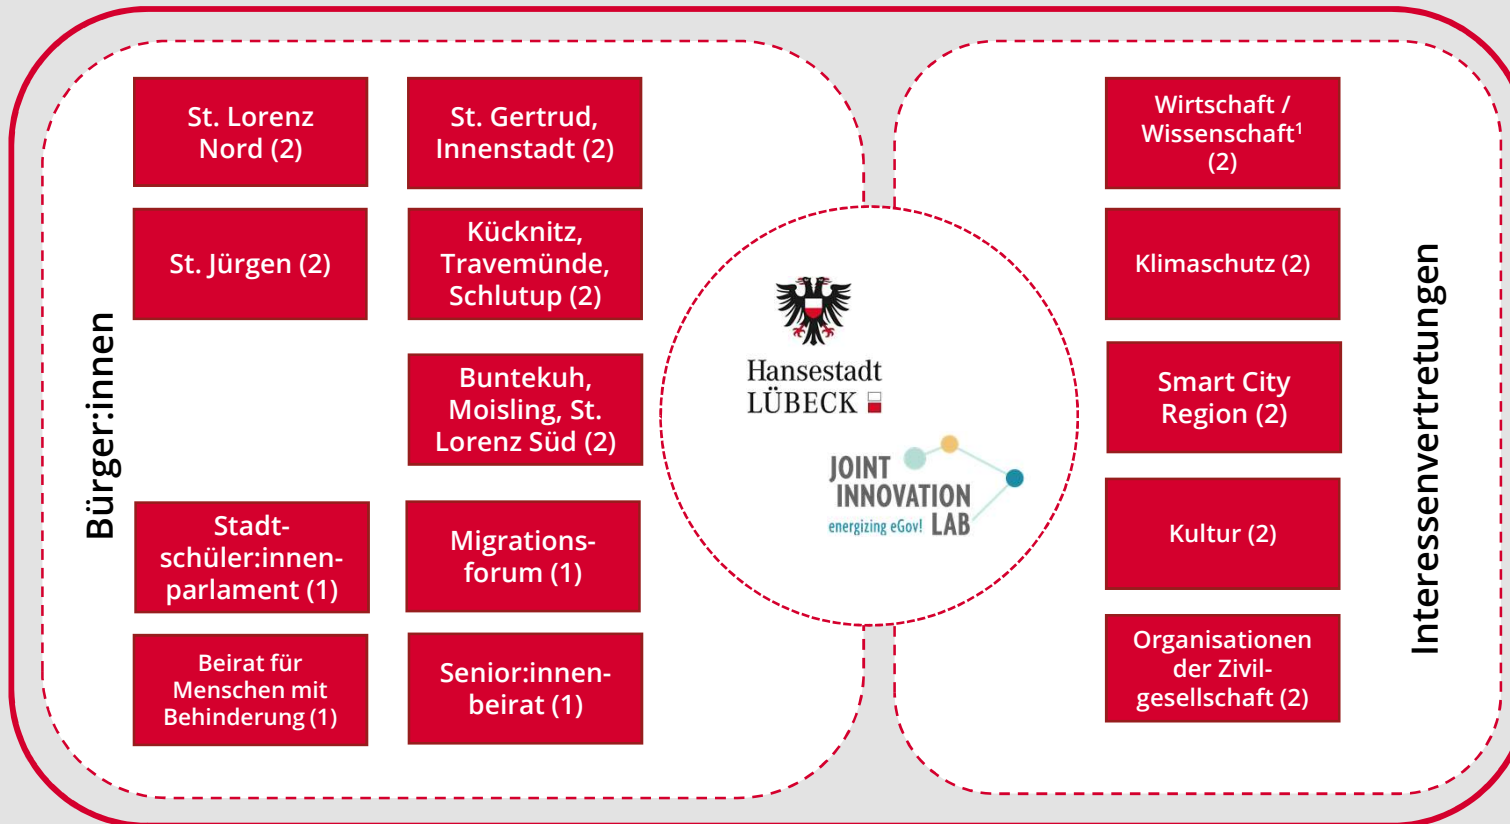 Bürger:innen
St. Lorenz
Nord (2)
St. Gertrud,
Innenstadt (2)
St. Jürgen (2)
Kücknitz,
Travemünde,
Schlutup (2)
Buntekuh,
Moisling, St.
Lorenz Süd (2)
Stadt-
schüler:innen-
parlament (1)
Migrations-
forum (1)
Beirat für
Menschen mit
Behinderung (1)
Senior:innen-
beirat (1)
Hansestadt
LÜBECK
JOINT
INNOVATION
energizing eGov! LAB
Wirtschaft /
Wissenschaft¹
(2)
Klimaschutz (2)
Smart City
Region (2)
Kultur (2)
Organisationen
der Zivil-
gesellschaft (2)
Interessenvertretungen